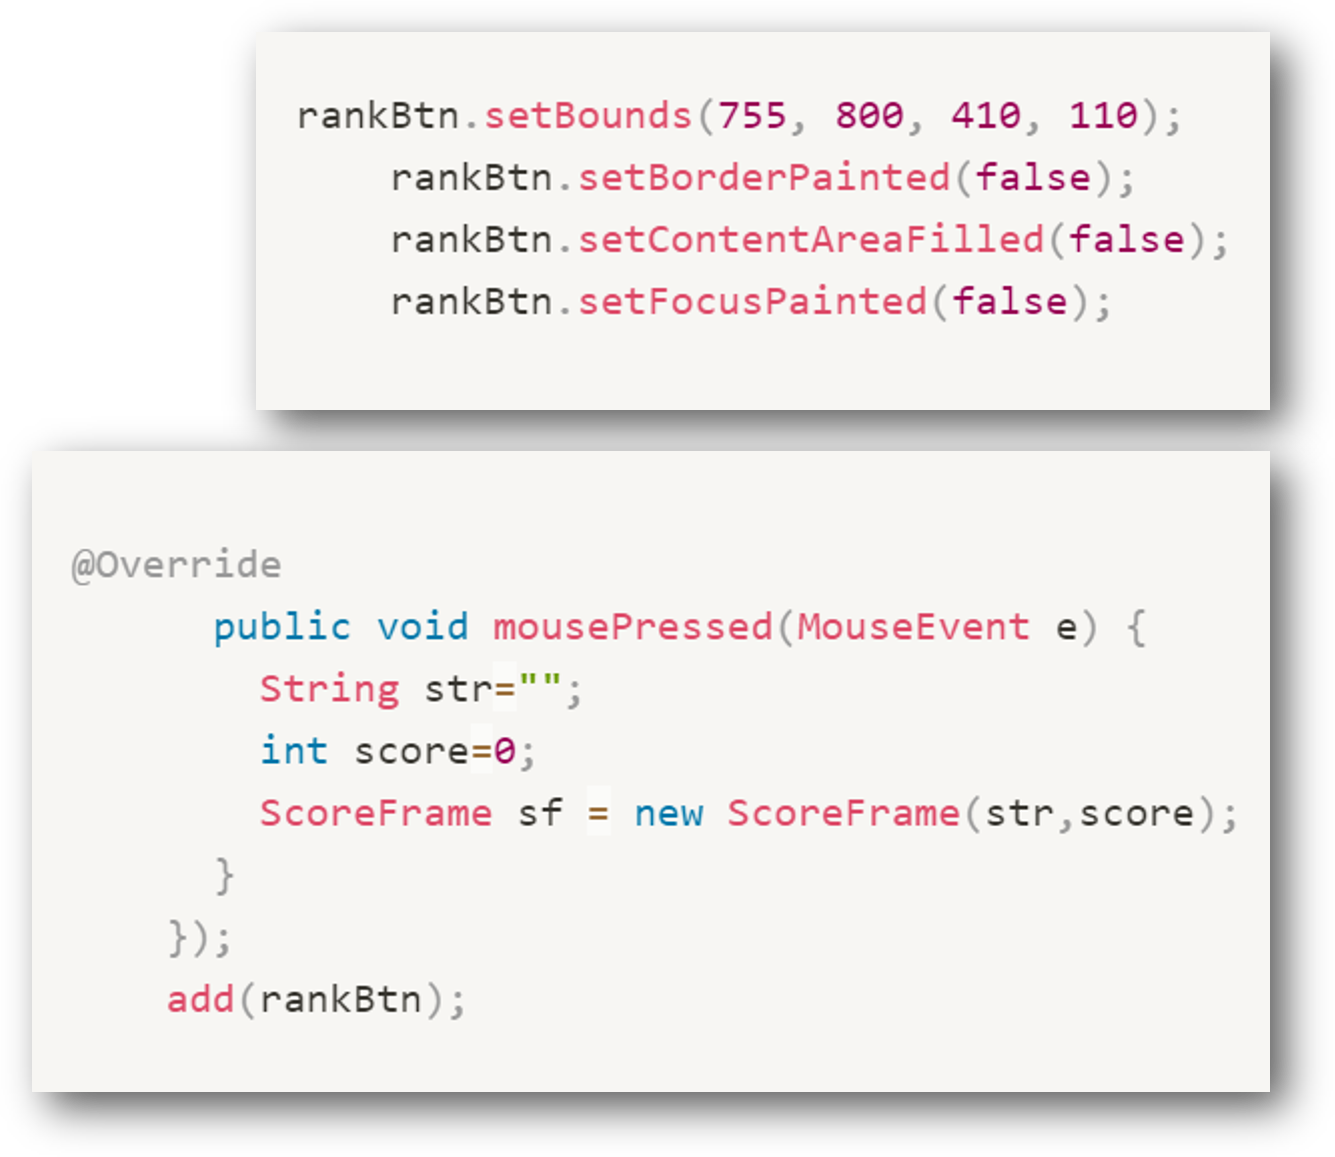 rankBtn.setBounds(755, 800, 410, 110);
rankBtn.setBorderPainted(false);
rankBtn.setContentAreaFilled(false);
rankBtn.setFocusPainted(false);
@Override
public void mousePressed(MouseEvent e) {
String str="";
int score=0;
ScoreFrame sf = new ScoreFrame(str,score);
}
});
add(rankBtn);